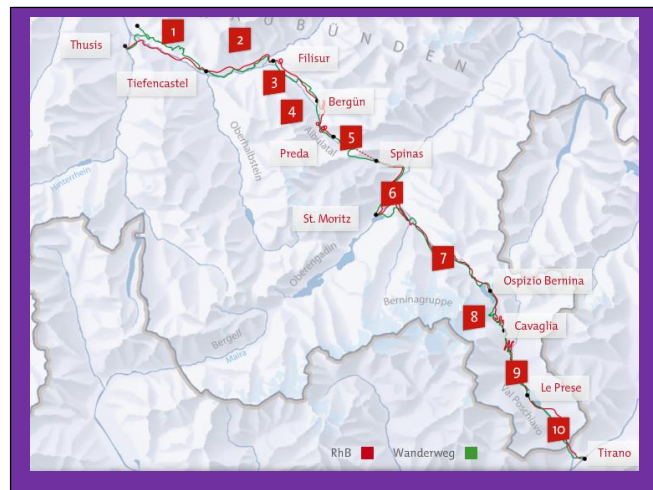 GRAUBÜNDEN
1
2
Thusis
Filisur
Tiefencastel
3
Bergün
4
Oberhalbstein
Albulatal
5
Preda
Spinas
Hinterrhein
6
St. Moritz
7
Oberengadin
Ospizio Bernina
Berninagruppe
8
Cavaglia
Bergell
Maira
9
Le Prese
Val Poschiavo
10
RhB
Wanderweg
Tirano